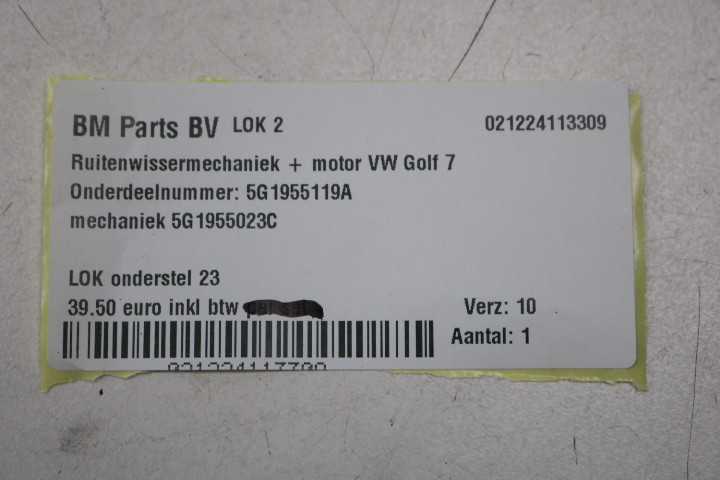 BM Parts BV LOK 2 021224113309
Ruitenwissermechaniek + motor VW Golf 7
Onderdeelnummer: 5G1955119A
mechaniek 5G1955023C
LOK onderstel 23
39.50 euro inkl btw
Verz: 10
Aantal: 1